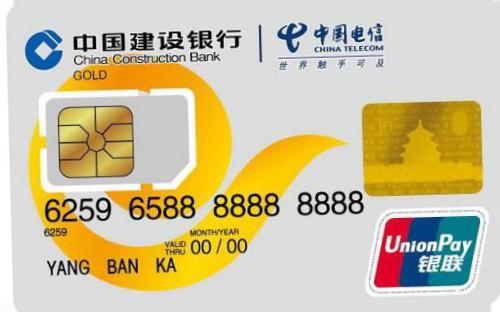 中国建设银行
China Construction Bank
GOLD
中国电信
CHINA TELECOM
世界触手可及
6259 6588 8888 8888
6259
MONTH/YEAR
VALID THRU 00/00
YANG BAN KA
UnionPay
银联